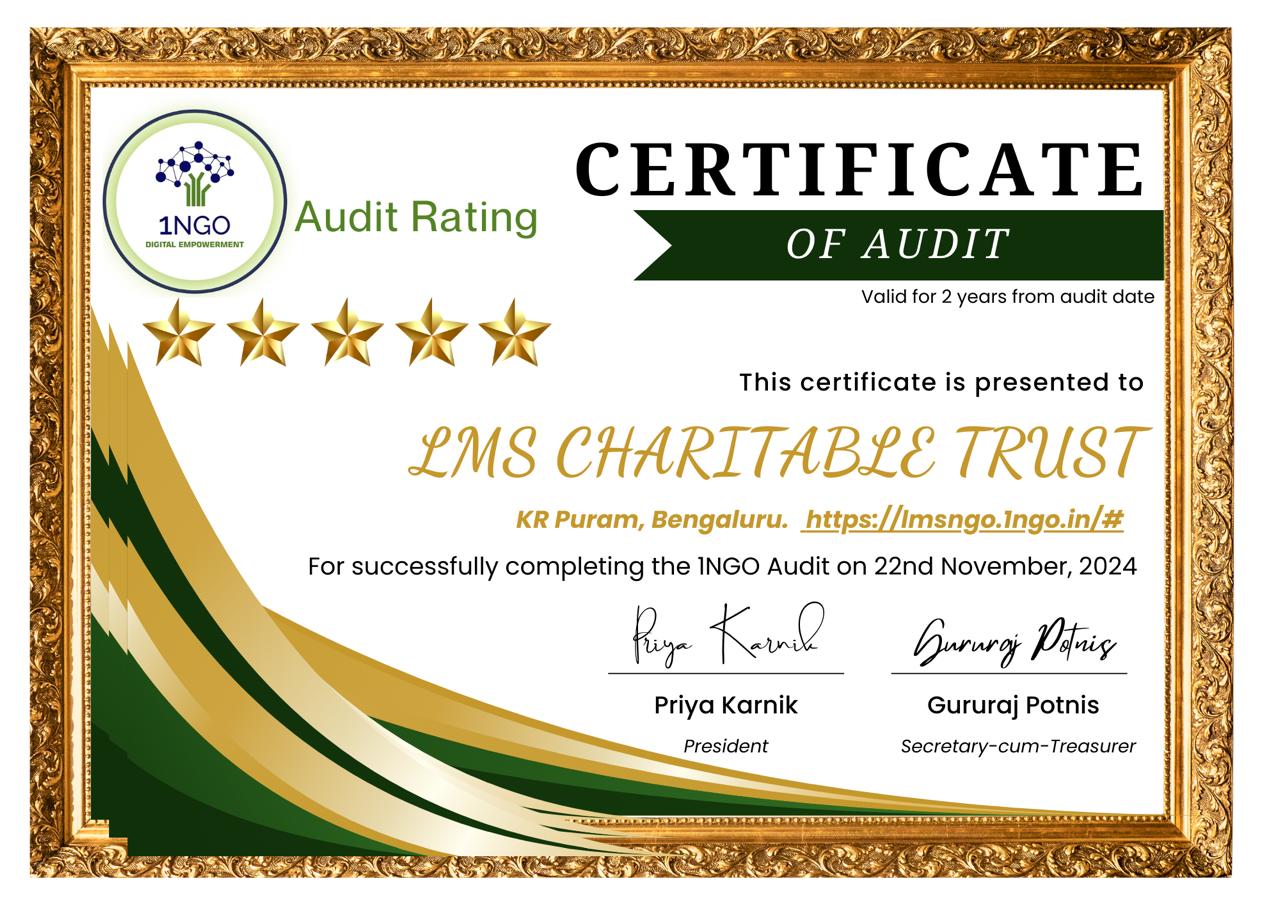 1NGO
DIGITAL EMPOWERMENT
Audit Rating
CERTIFICATE
OF AUDIT
Valid for 2 years from audit date
This certificate is presented to
LMS CHARITABLE TRUST
KR Puram, Bengaluru. https://lmsngo.1ngo.in/#
For successfully completing the 1NGO Audit on 22nd November, 2024
Priya Karnik
Gururaj Potnis
Priya Karnik
Gururaj Potnis
President
Secretary-cum-Treasurer